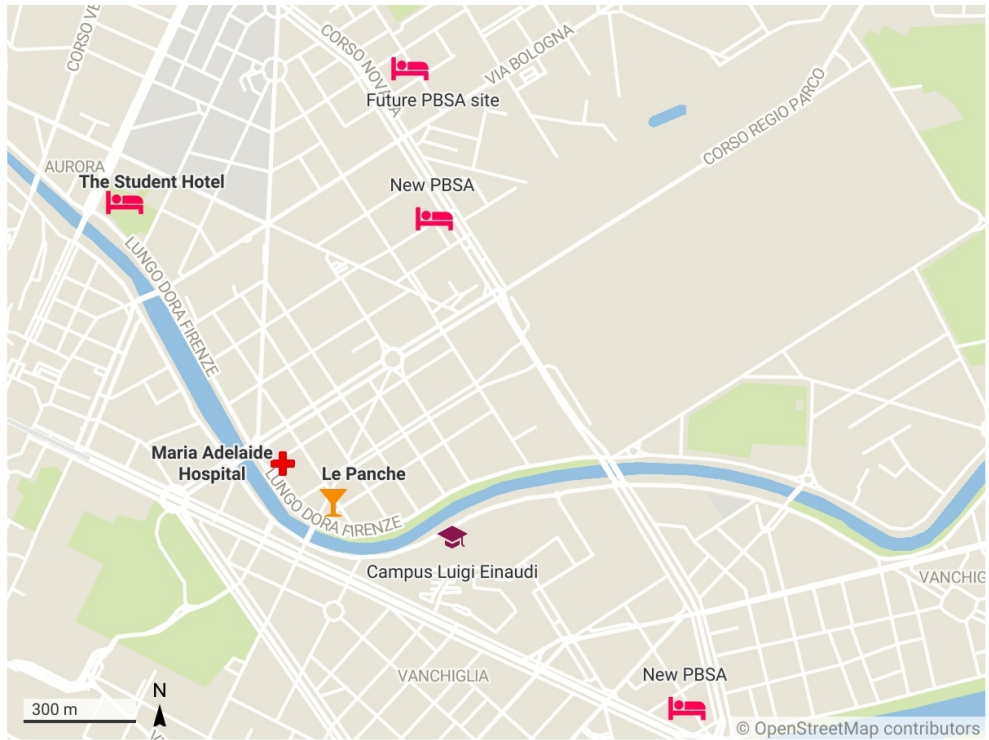 CORSO VE
CORSO NOVARA
VIA BOLOGNA
Future PBSA site
CORSO REGIO PARCO
AURORA
The Student Hotel
New PBSA
LUNGO DORA FIRENZE
Maria Adelaide
Hospital
Le Panche
LUNGO DORA FIRENZE
Campus Luigi Einaudi
VANCHIG
VANCHIGLIA
New PBSA
N
300 m
© OpenStreetMap contributors